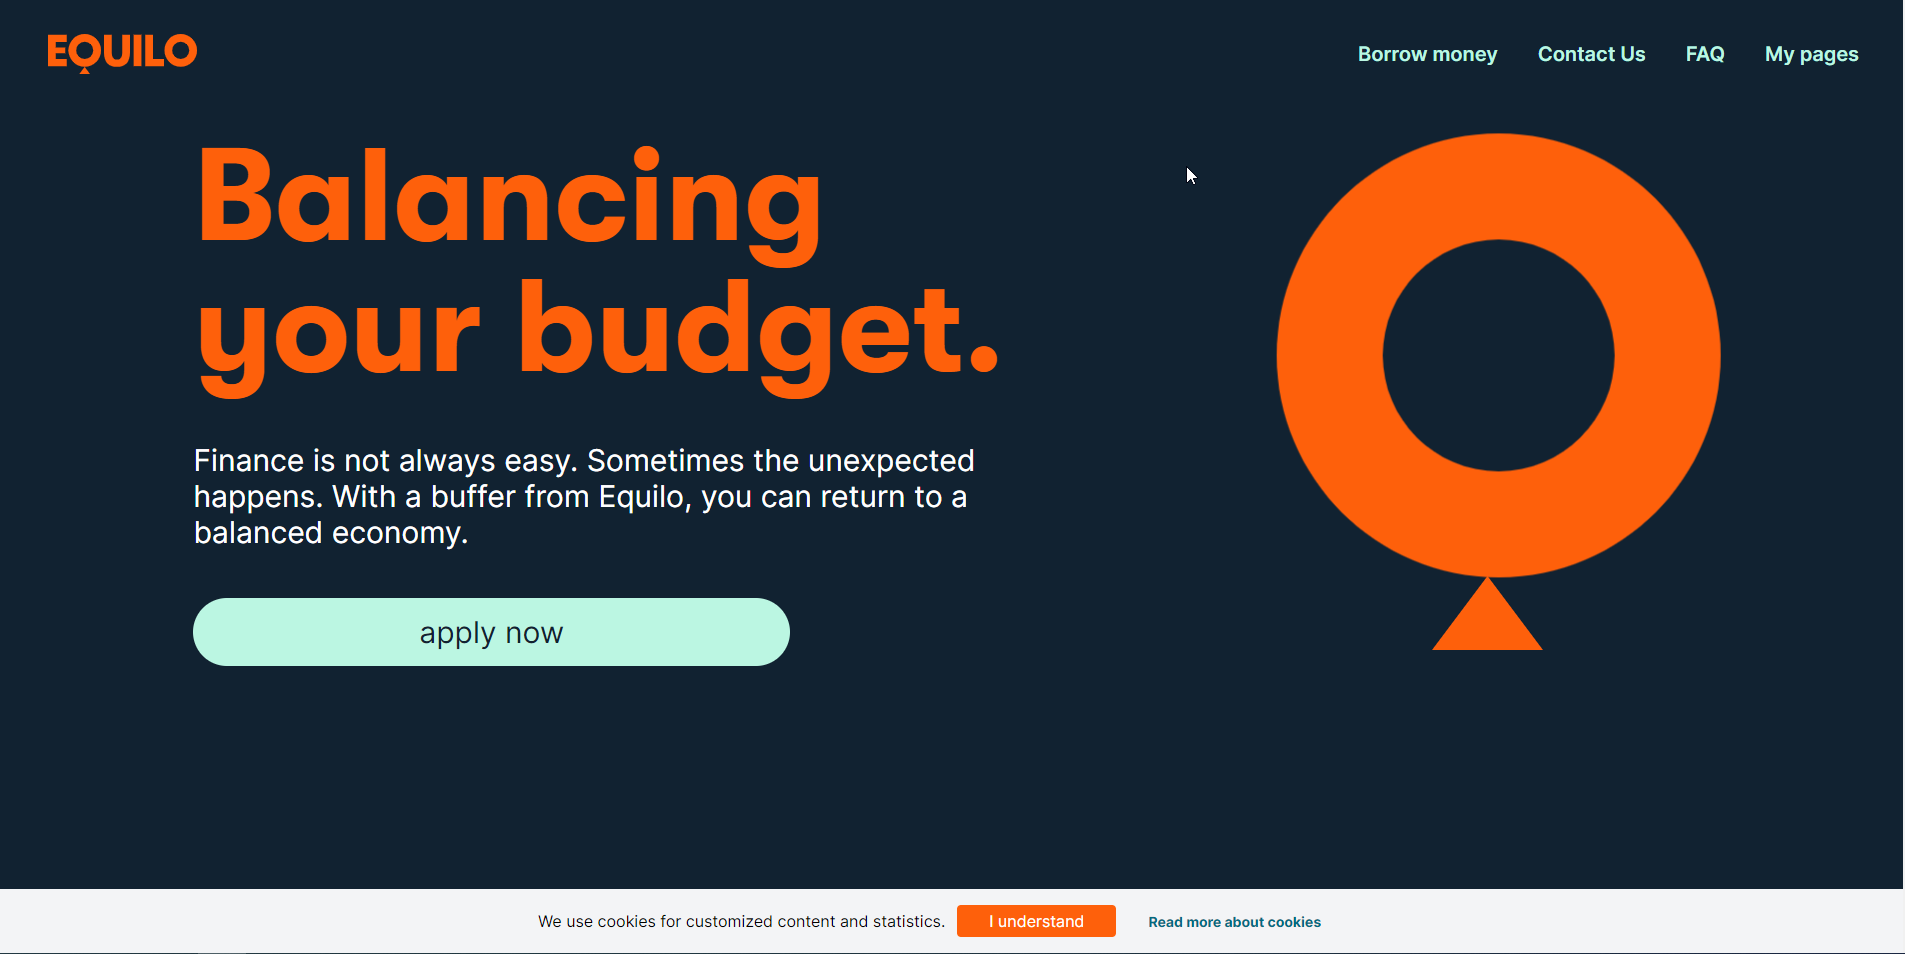 EQUILO
Borrow money
Contact Us
FAQ
My pages
Balancing
your budget.
Finance is not always easy. Sometimes the unexpected
happens. With a buffer from Equilo, you can return to a
balanced economy.
apply now
We use cookies for customized content and statistics.
I understand
Read more about cookies